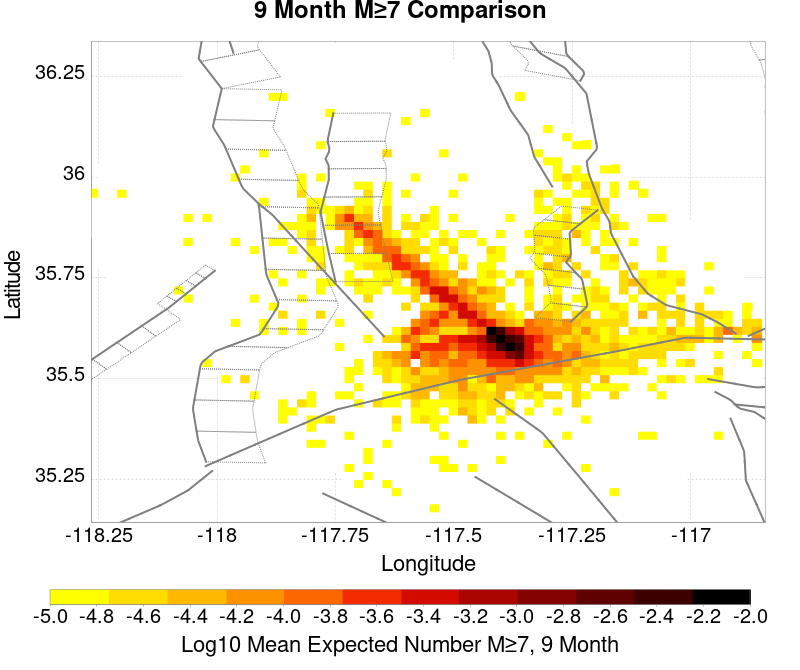 9 Month M≥7 Comparison
36.25
36
35.75
35.5
35.25
Latitude
-118.25 -118 -117.75 -117.5 -117.25 -117
Longitude
-5.0 -4.8 -4.6 -4.4 -4.2 -4.0 -3.8 -3.6 -3.4 -3.2 -3.0 -2.8 -2.6 -2.4 -2.2 -2.0
Log10 Mean Expected Number M≥7, 9 Month